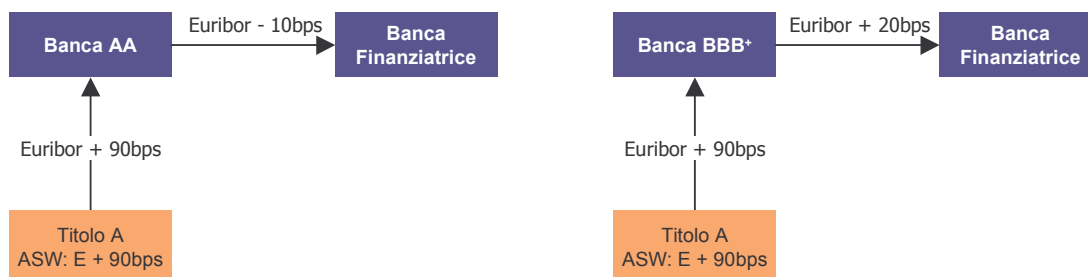 Banca AA
Euribor - 10bps
Banca
Finanziatrice
Euribor + 90bps
Titolo A
ASW: E + 90bps
Banca BBB+
Euribor + 20bps
Banca
Finanziatrice
Euribor + 90bps
Titolo A
ASW: E + 90bps